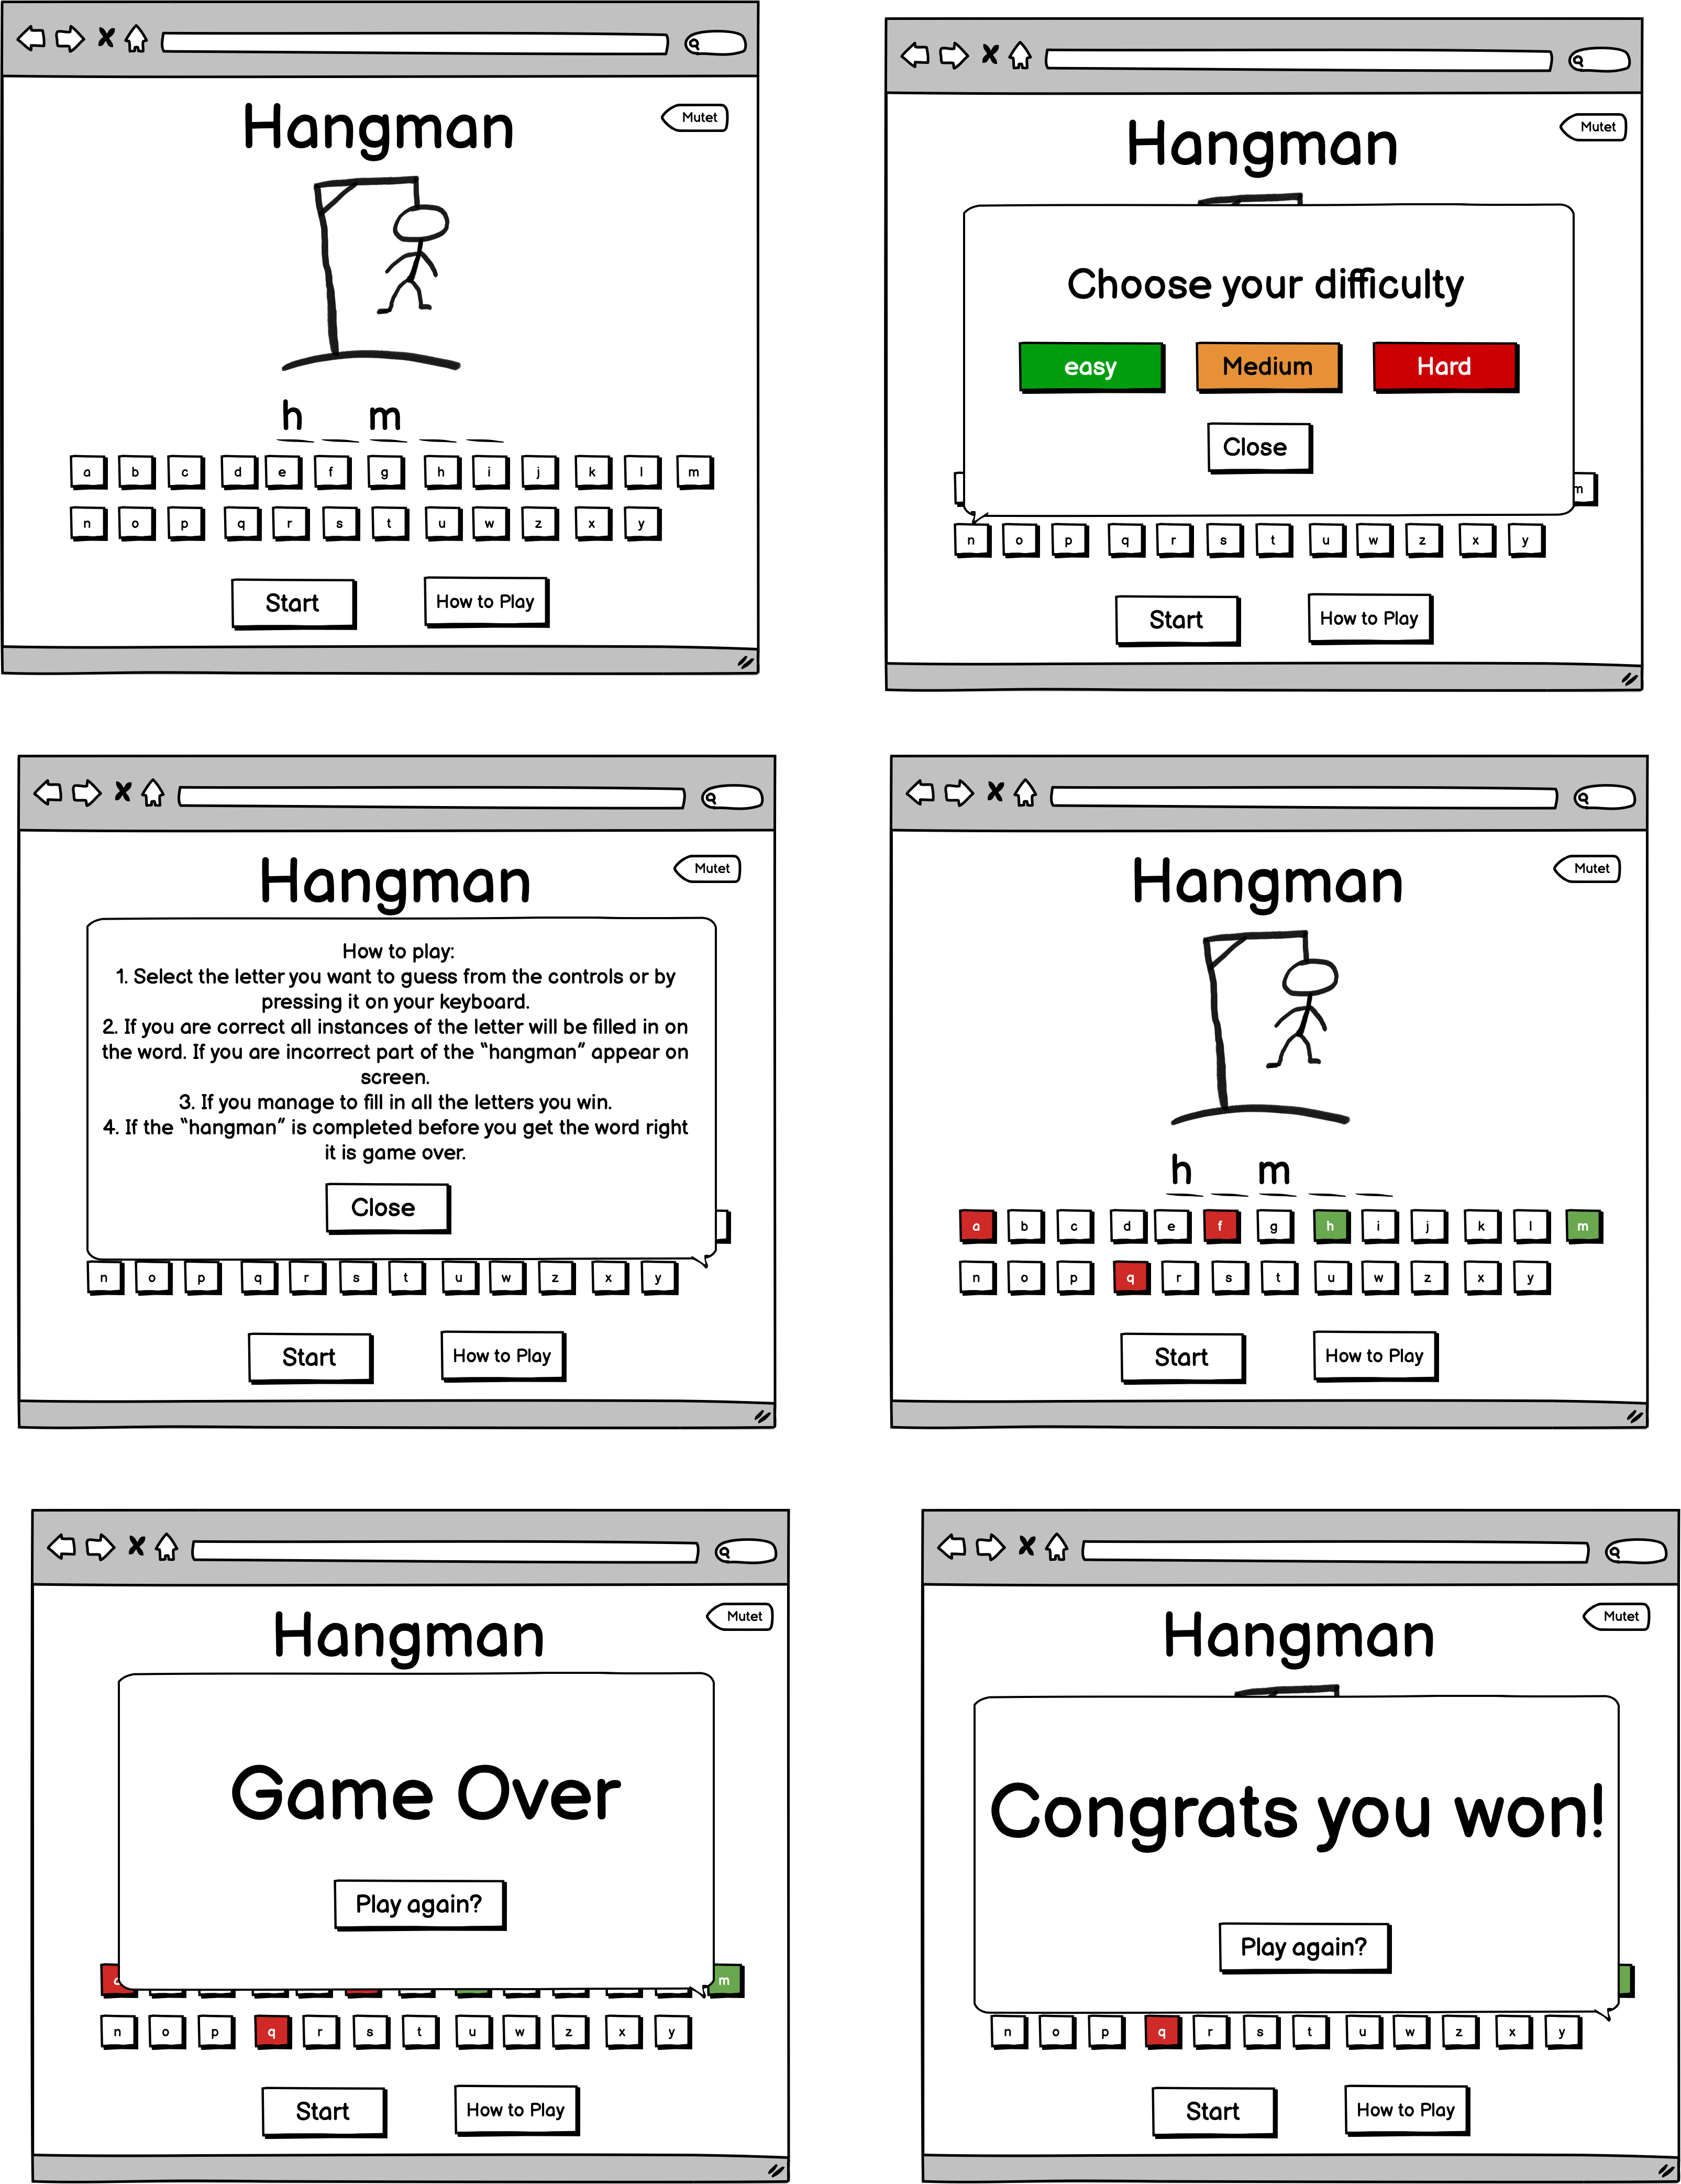 Hangman
Mutet
h m
a b c d e f g h i j k l m
n o p q r s t u w z x y
Start How to Play
Hangman
Mutet
Choose your difficulty
easy Medium Hard
Close
m
n o p q r s t u w z x y
Start How to Play
Hangman
Mutet
How to play:
1. Select the letter you want to guess from the controls or by
pressing it on your keyboard.
2. If you are correct all instances of the letter will be filled in on
the word. If you are incorrect part of the "hangman" appear on
screen.
3. If you manage to fill in all the letters you win.
4. If the "hangman" is completed before you get the word right
it is game over.
Close
n o p q r s t u w z x y
Start How to Play
Hangman
Mutet
h m
a b c d e f g h i j k l m
n o p q r s t u w z x y
Start How to Play
Hangman
Mutet
Game Over
Play again?
m
n o p q r s t u w z x y
Start How to Play
Hangman
Mutet
Congrats you won!
Play again?
n o p q r s t u w z x y
Start How to Play